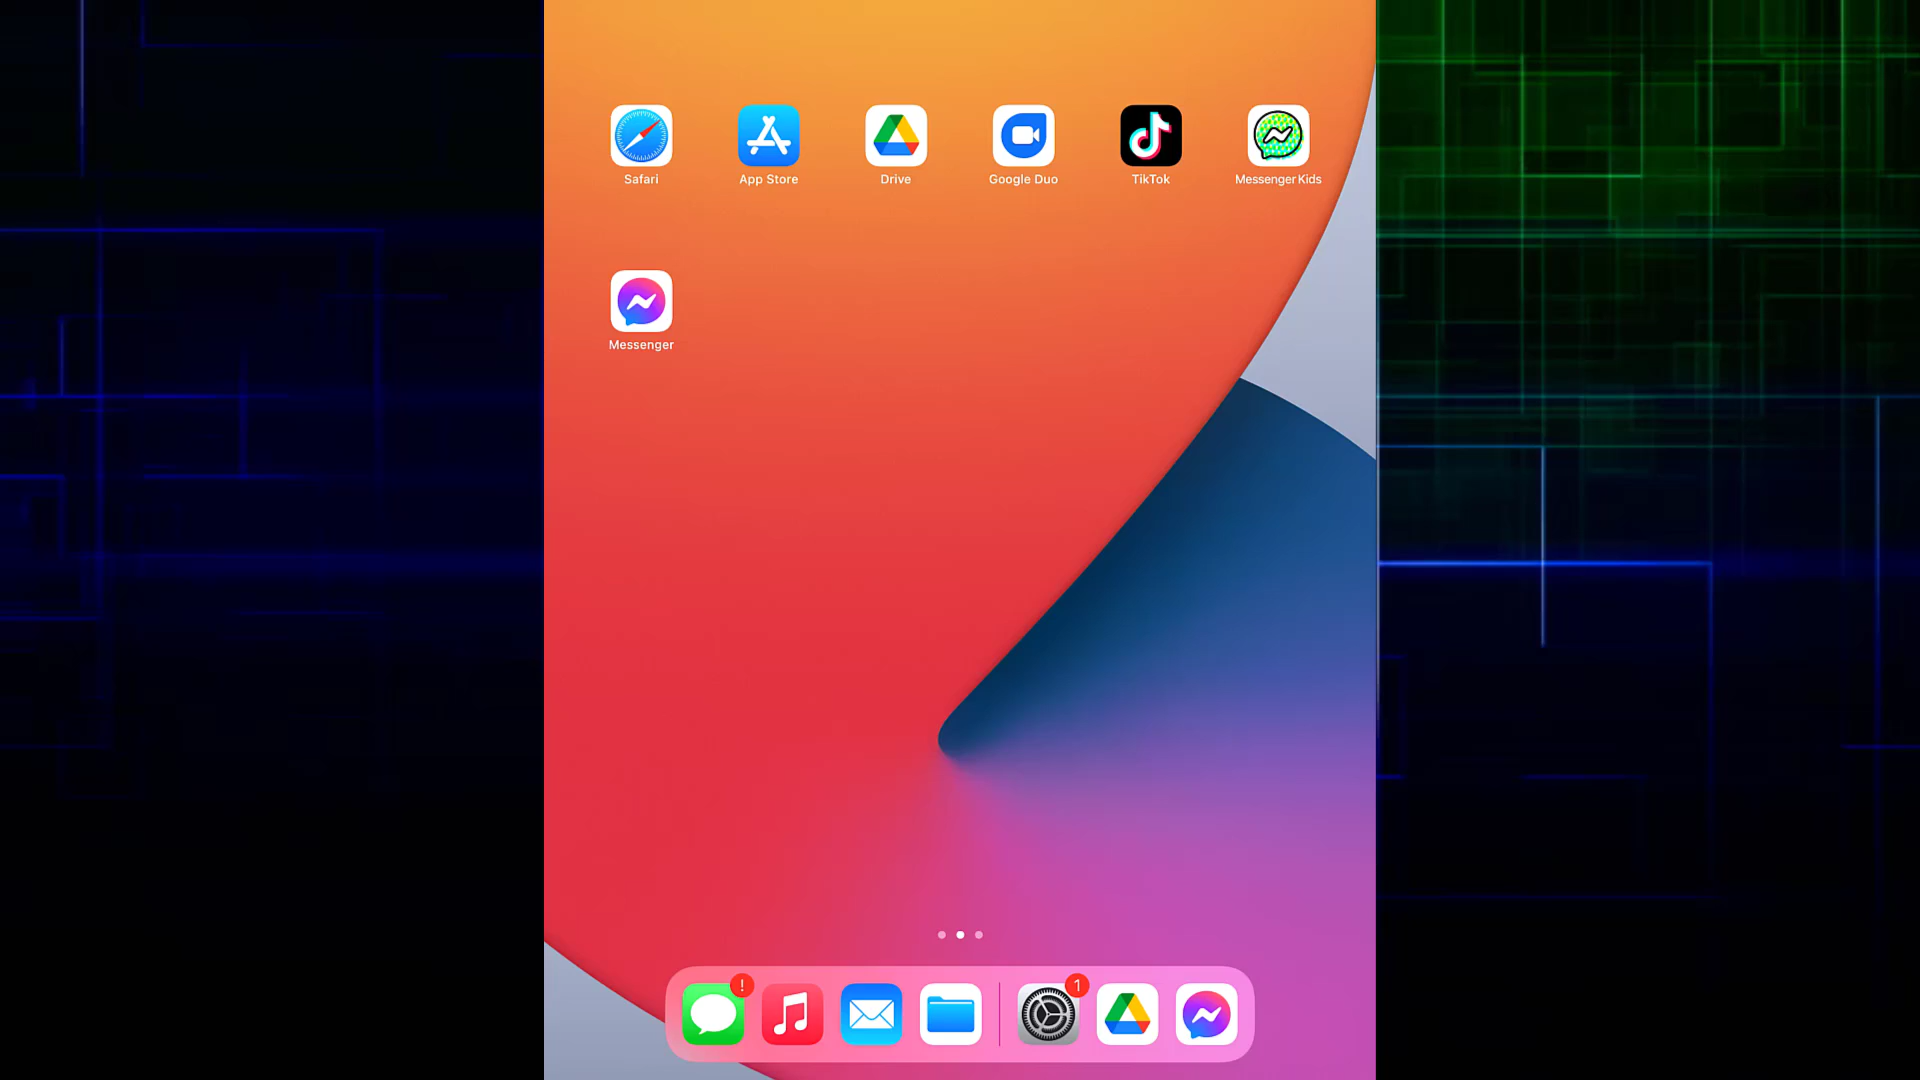 Safari
App Store
Drive
Google Duo
TikTok
Messenger Kids
Messenger
!
1